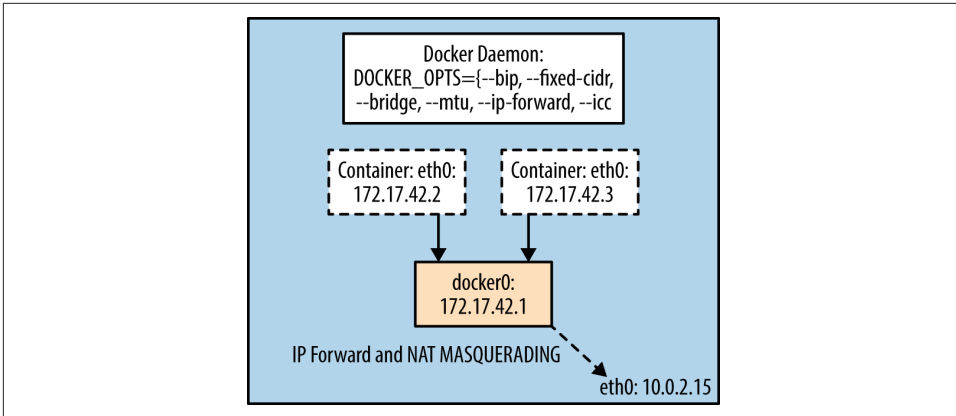 Docker Daemon:
DOCKER_OPTS={--bip, --fixed-cidr,
--bridge, --mtu, --ip-forward, --icc
Container: eth0:
172.17.42.2
Container: eth0:
172.17.42.3
docker0:
172.17.42.1
IP Forward and NAT MASQUERADING
eth0: 10.0.2.15